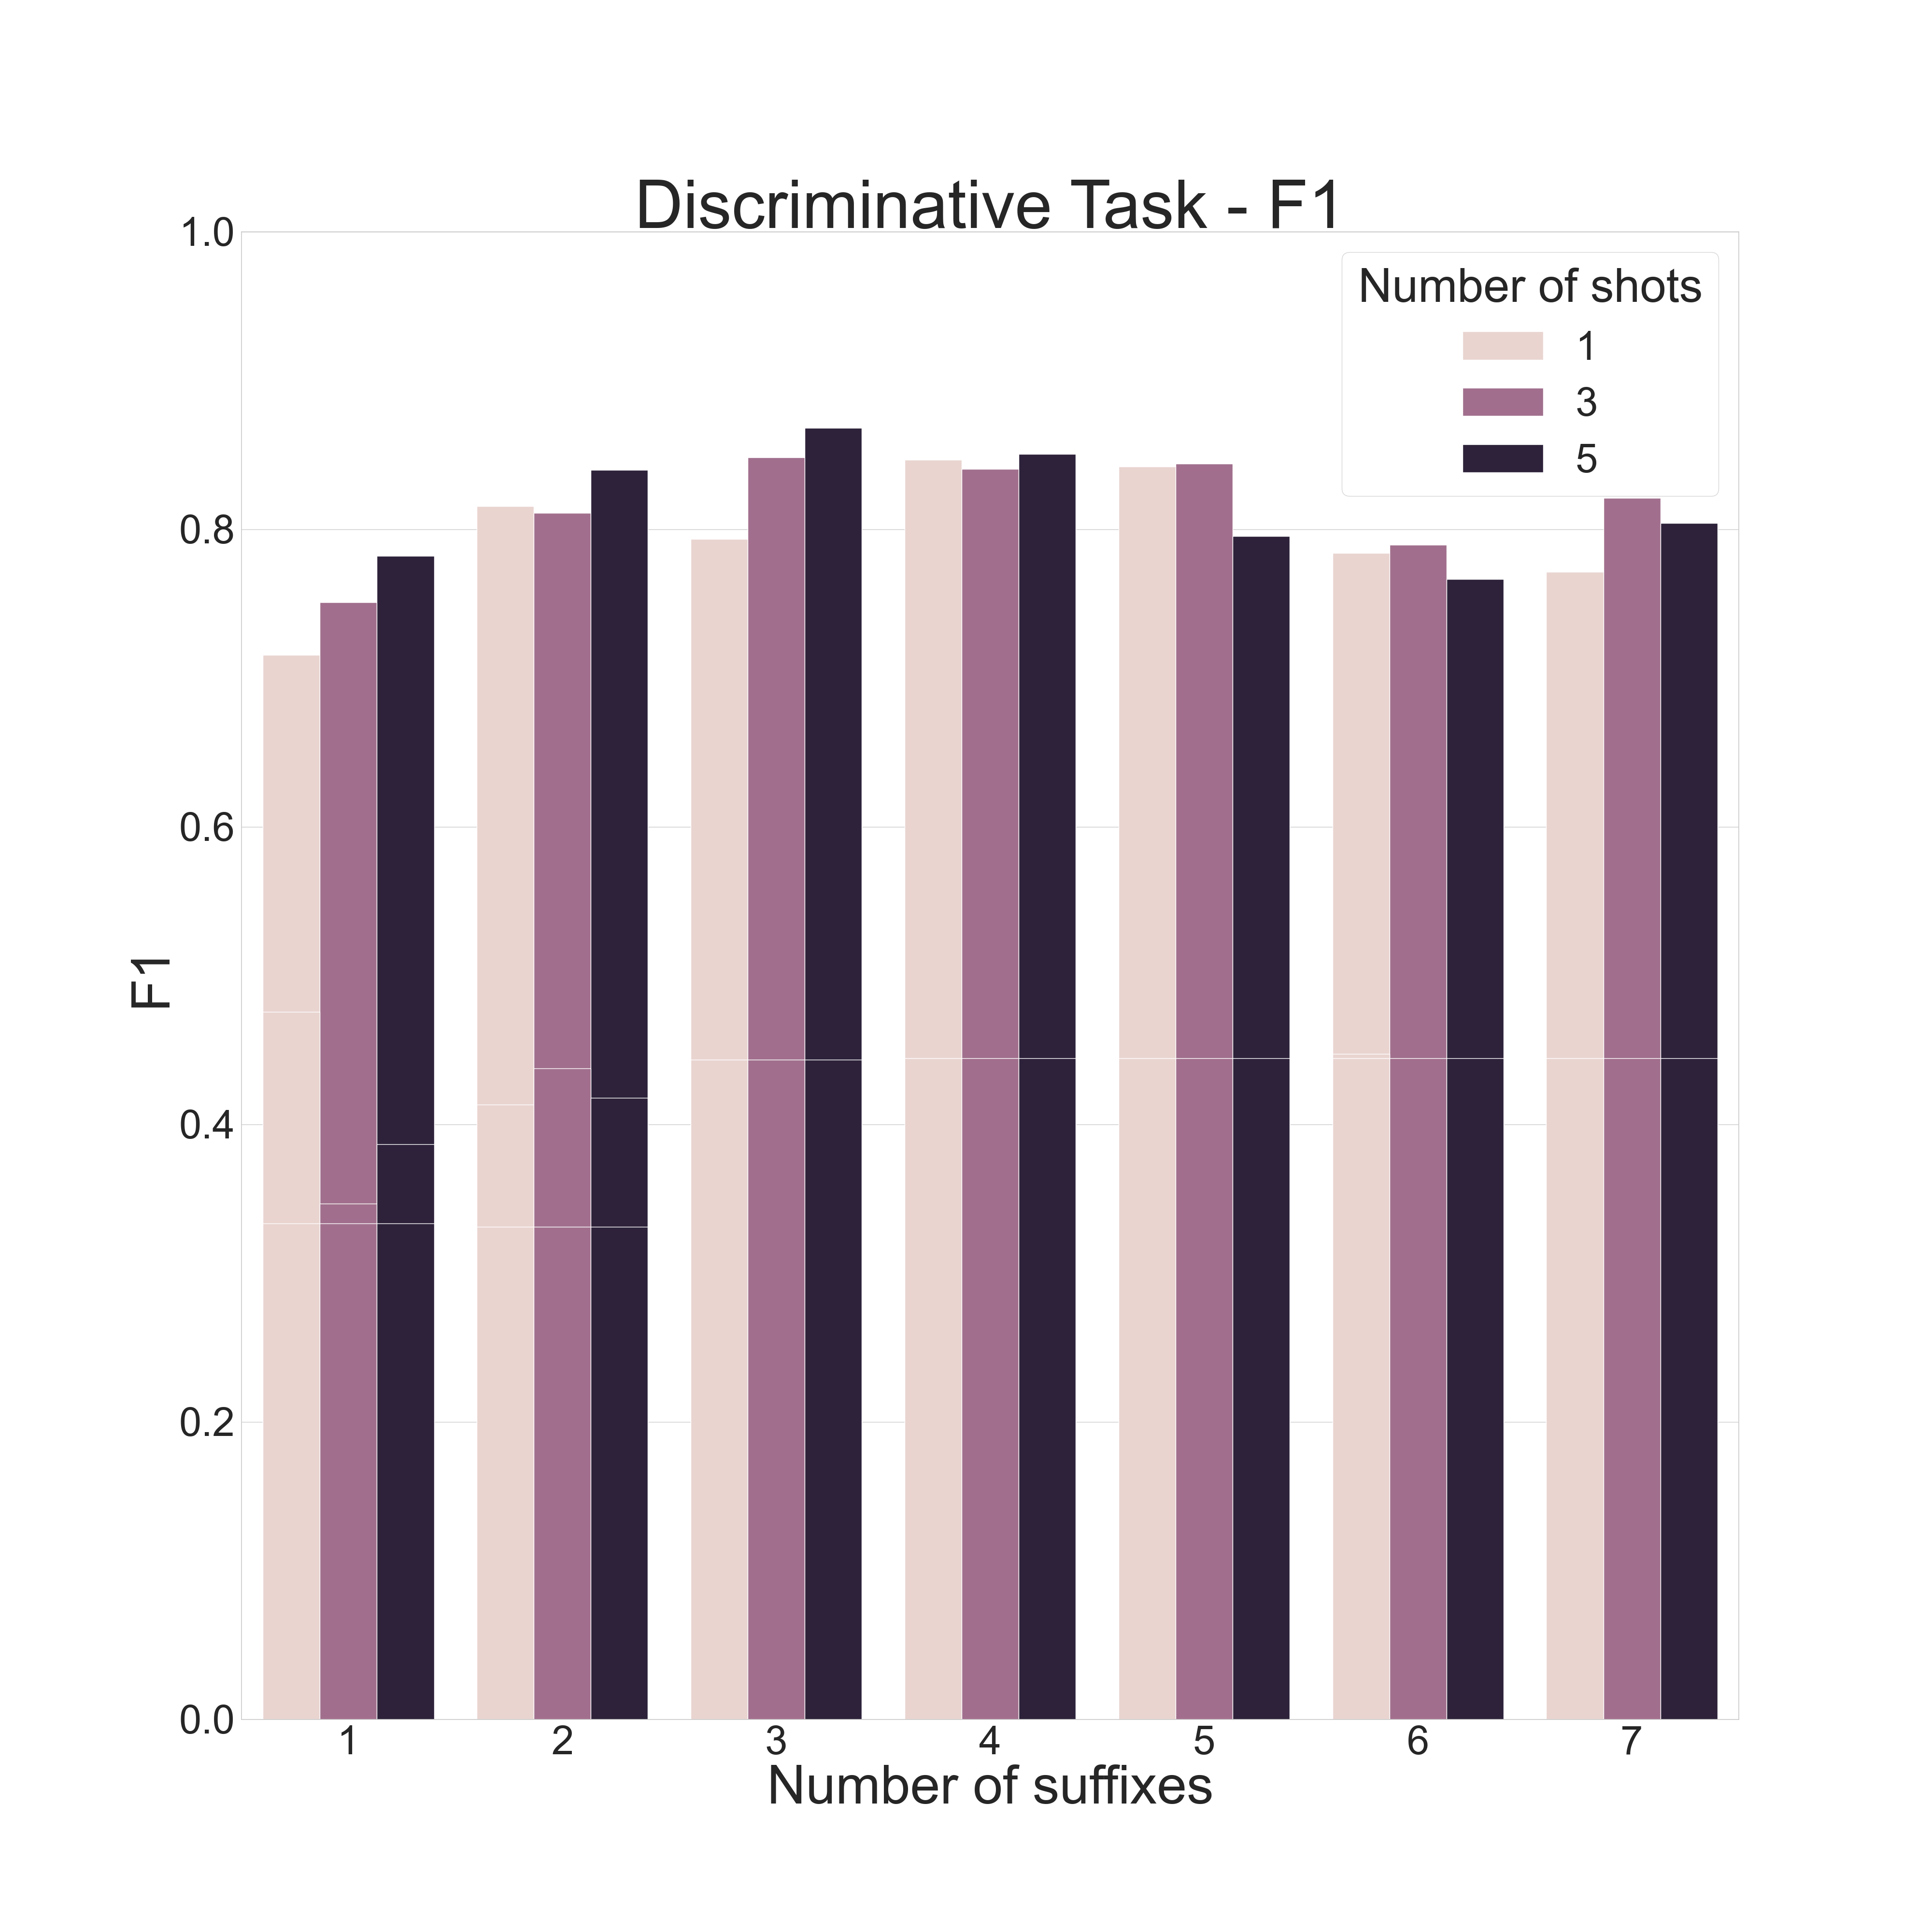 Discriminative Task - F1
1.0
0.8
0.6
0.4
0.2
0.0
F1
Number of shots
1
3
5
1 2 3 4 5 6 7
Number of suffixes